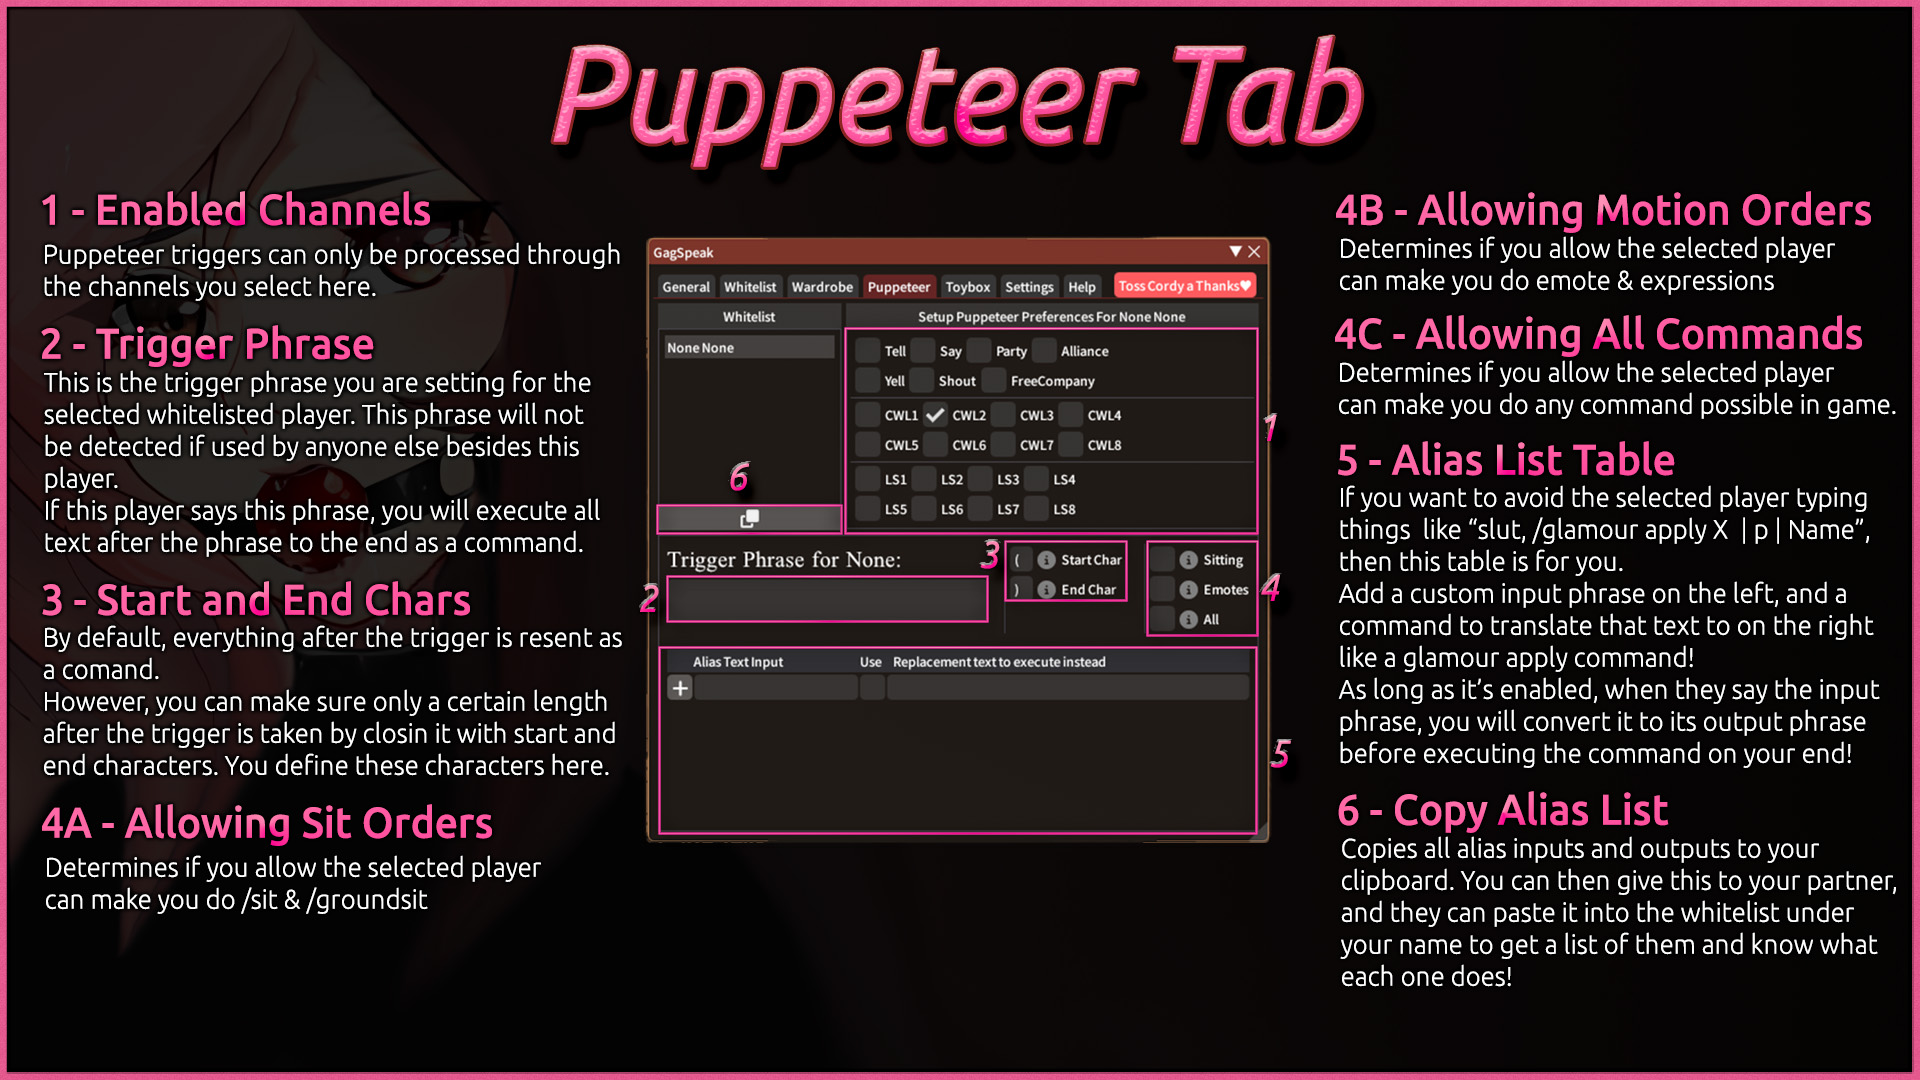 Puppeteer Tab
1 - Enabled Channels
Puppeteer triggers can only be processed through
the channels you select here.
2 - Trigger Phrase
This is the trigger phrase you are setting for the
selected whitelisted player. This phrase will not
be detected if used by anyone else besides this
player.
If this player says this phrase, you will execute all
text after the phrase to the end as a command.
3 - Start and End Chars
By default, everything after the trigger is resent as
a comand.
However, you can make sure only a certain length
after the trigger is taken by closin it with start and
end characters. You define these characters here.
4A - Allowing Sit Orders
Determines if you allow the selected player
can make you do /sit & /groundsit
GagSpeak
General Whitelist Wardrobe Puppeteer Toybox Settings Help Toss Cordy a Thanks♥
Whitelist
Setup Puppeteer Preferences For None None
None None
Tell Say Party Alliance
Yell Shout FreeCompany
CWL1 CWL2 CWL3 CWL4
CWL5 CWL6 CWL7 CWL8
LS1 LS2 LS3 LS4
LS5 LS6 LS7 LS8
1
6
Trigger Phrase for None:
2
3
( Start Char
) End Char
Sitting
Emotes
All
4
Alias Text Input Use Replacement text to execute instead
5
4B - Allowing Motion Orders
Determines if you allow the selected player
can make you do emote & expressions
4C - Allowing All Commands
Determines if you allow the selected player
can make you do any command possible in game.
5 - Alias List Table
If you want to avoid the selected player typing
things like “slut, /glamour apply X | p | Name”,
then this table is for you.
Add a custom input phrase on the left, and a
command to translate that text to on the right
like a glamour apply command!
As long as it’s enabled, when they say the input
phrase, you will convert it to its output phrase
before executing the command on your end!
6 - Copy Alias List
Copies all alias inputs and outputs to your
clipboard. You can then give this to your partner,
and they can paste it into the whitelist under
your name to get a list of them and know what
each one does!